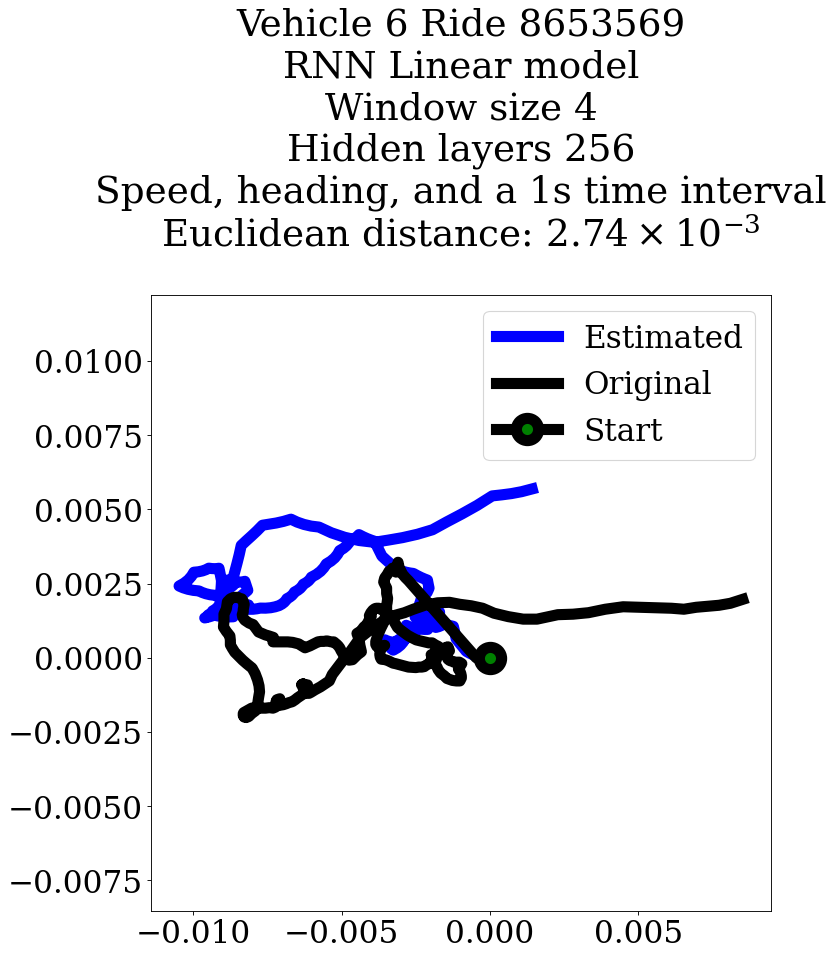 Vehicle 6 Ride 8653569
RNN Linear model
Window size 4
Hidden layers 256
Speed, heading, and a 1s time interval
Euclidean distance: 2.74 × 10⁻³
Estimated
Original
Start
0.0100
0.0075
0.0050
0.0025
0.0000
−0.0025
−0.0050
−0.0075
−0.010 −0.005 0.000 0.005